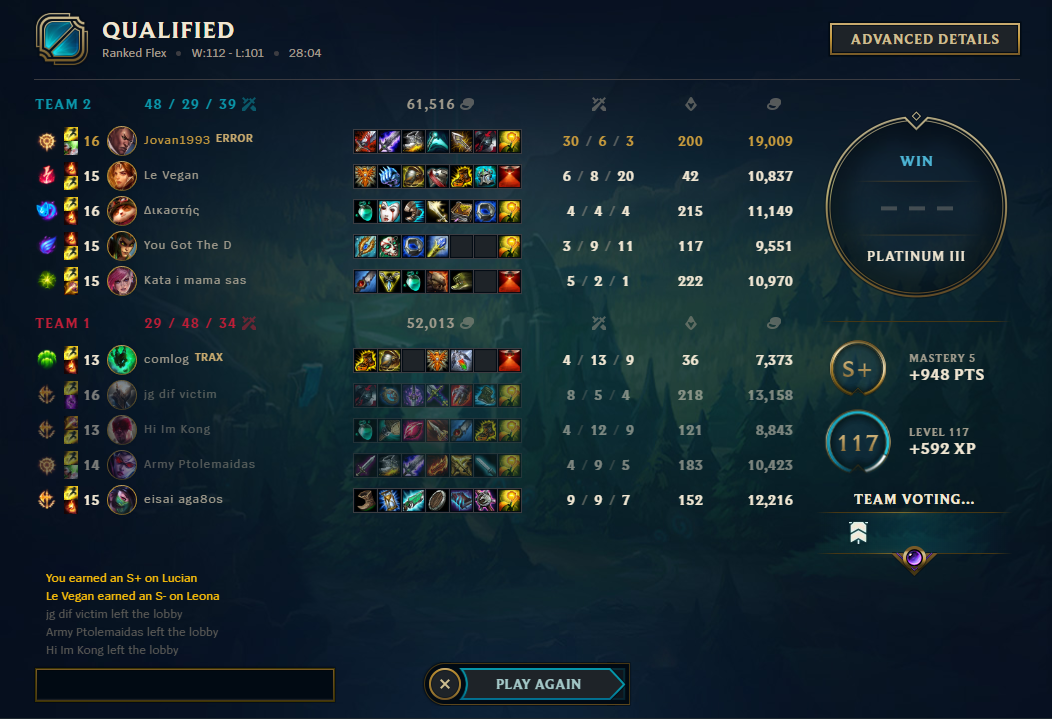 QUALIFIED
Ranked Flex • W:112 - L:101 • 28:04
ADVANCED DETAILS
TEAM 2 48 / 29 / 39 61,516
16 Jovan1993 ERROR 30 / 6 / 3 200 19,009
15 Le Vegan 6 / 8 / 20 42 10,837
16 Δικαστής 4 / 4 / 4 215 11,149
15 You Got The D 3 / 9 / 11 117 9,551
15 Kata i mama sas 5 / 2 / 1 222 10,970
TEAM 1 29 / 48 / 34 52,013
13 comlog TRAX 4 / 13 / 9 36 7,373
16 jg dif victim 8 / 5 / 4 218 13,158
13 Hi Im Kong 4 / 12 / 9 121 8,843
14 Army Ptolemaidas 4 / 9 / 5 183 10,423
15 eisai aga8os 9 / 9 / 7 152 12,216
WIN
– – –
PLATINUM III
S+ MASTERY 5
+948 PTS
117 LEVEL 117
+592 XP
TEAM VOTING...
You earned an S+ on Lucian
Le Vegan earned an S- on Leona
jg dif victim left the lobby
Army Ptolemaidas left the lobby
Hi Im Kong left the lobby
PLAY AGAIN